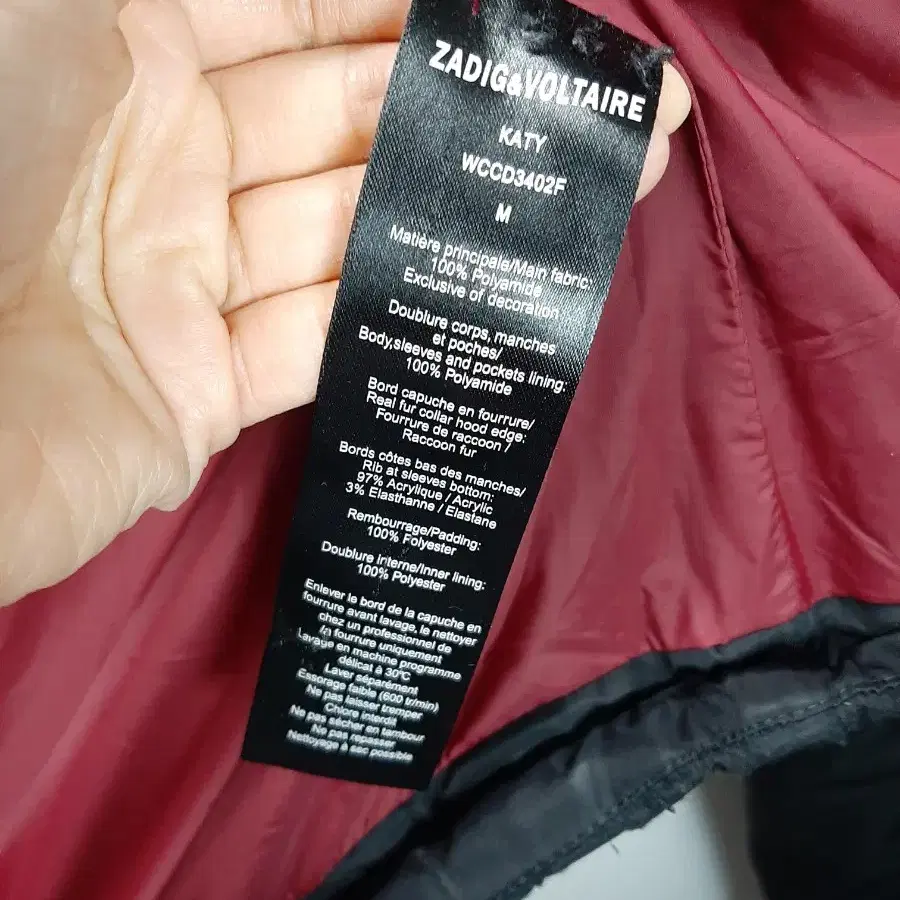 ZADIG&VOLTAIRE
KATY
WCCD3402F
M
Matière principale/Main fabric:
100% Polyamide
Exclusive of decoration
Doublure corps, manches
et poches/
Body,sleeves and pockets lining:
100% Polyamide
Bord capuche en fourrure/
Real fur collar hood edge:
Fourrure de raccoon /
Raccoon fur
Bords côtes bas des manches/
Rib at sleeves bottom:
97% Acrylique / Acrylic
3% Elasthanne / Elastane
Rembourrage/Padding:
100% Polyester
Doublure interne/Inner lining:
100% Polyester
Enlever le bord de la capuche en
fourrure avant lavage, le nettoyer
chez un professionnel de
la fourrure uniquement
Lavage en machine programme
délicat à 30°C
Laver séparément
Essorage faible (600 tr/min)
Ne pas laisser tremper
Chlore interdit
Ne pas sécher en tambour
Ne pas repasser
Nettoyage à sec possible